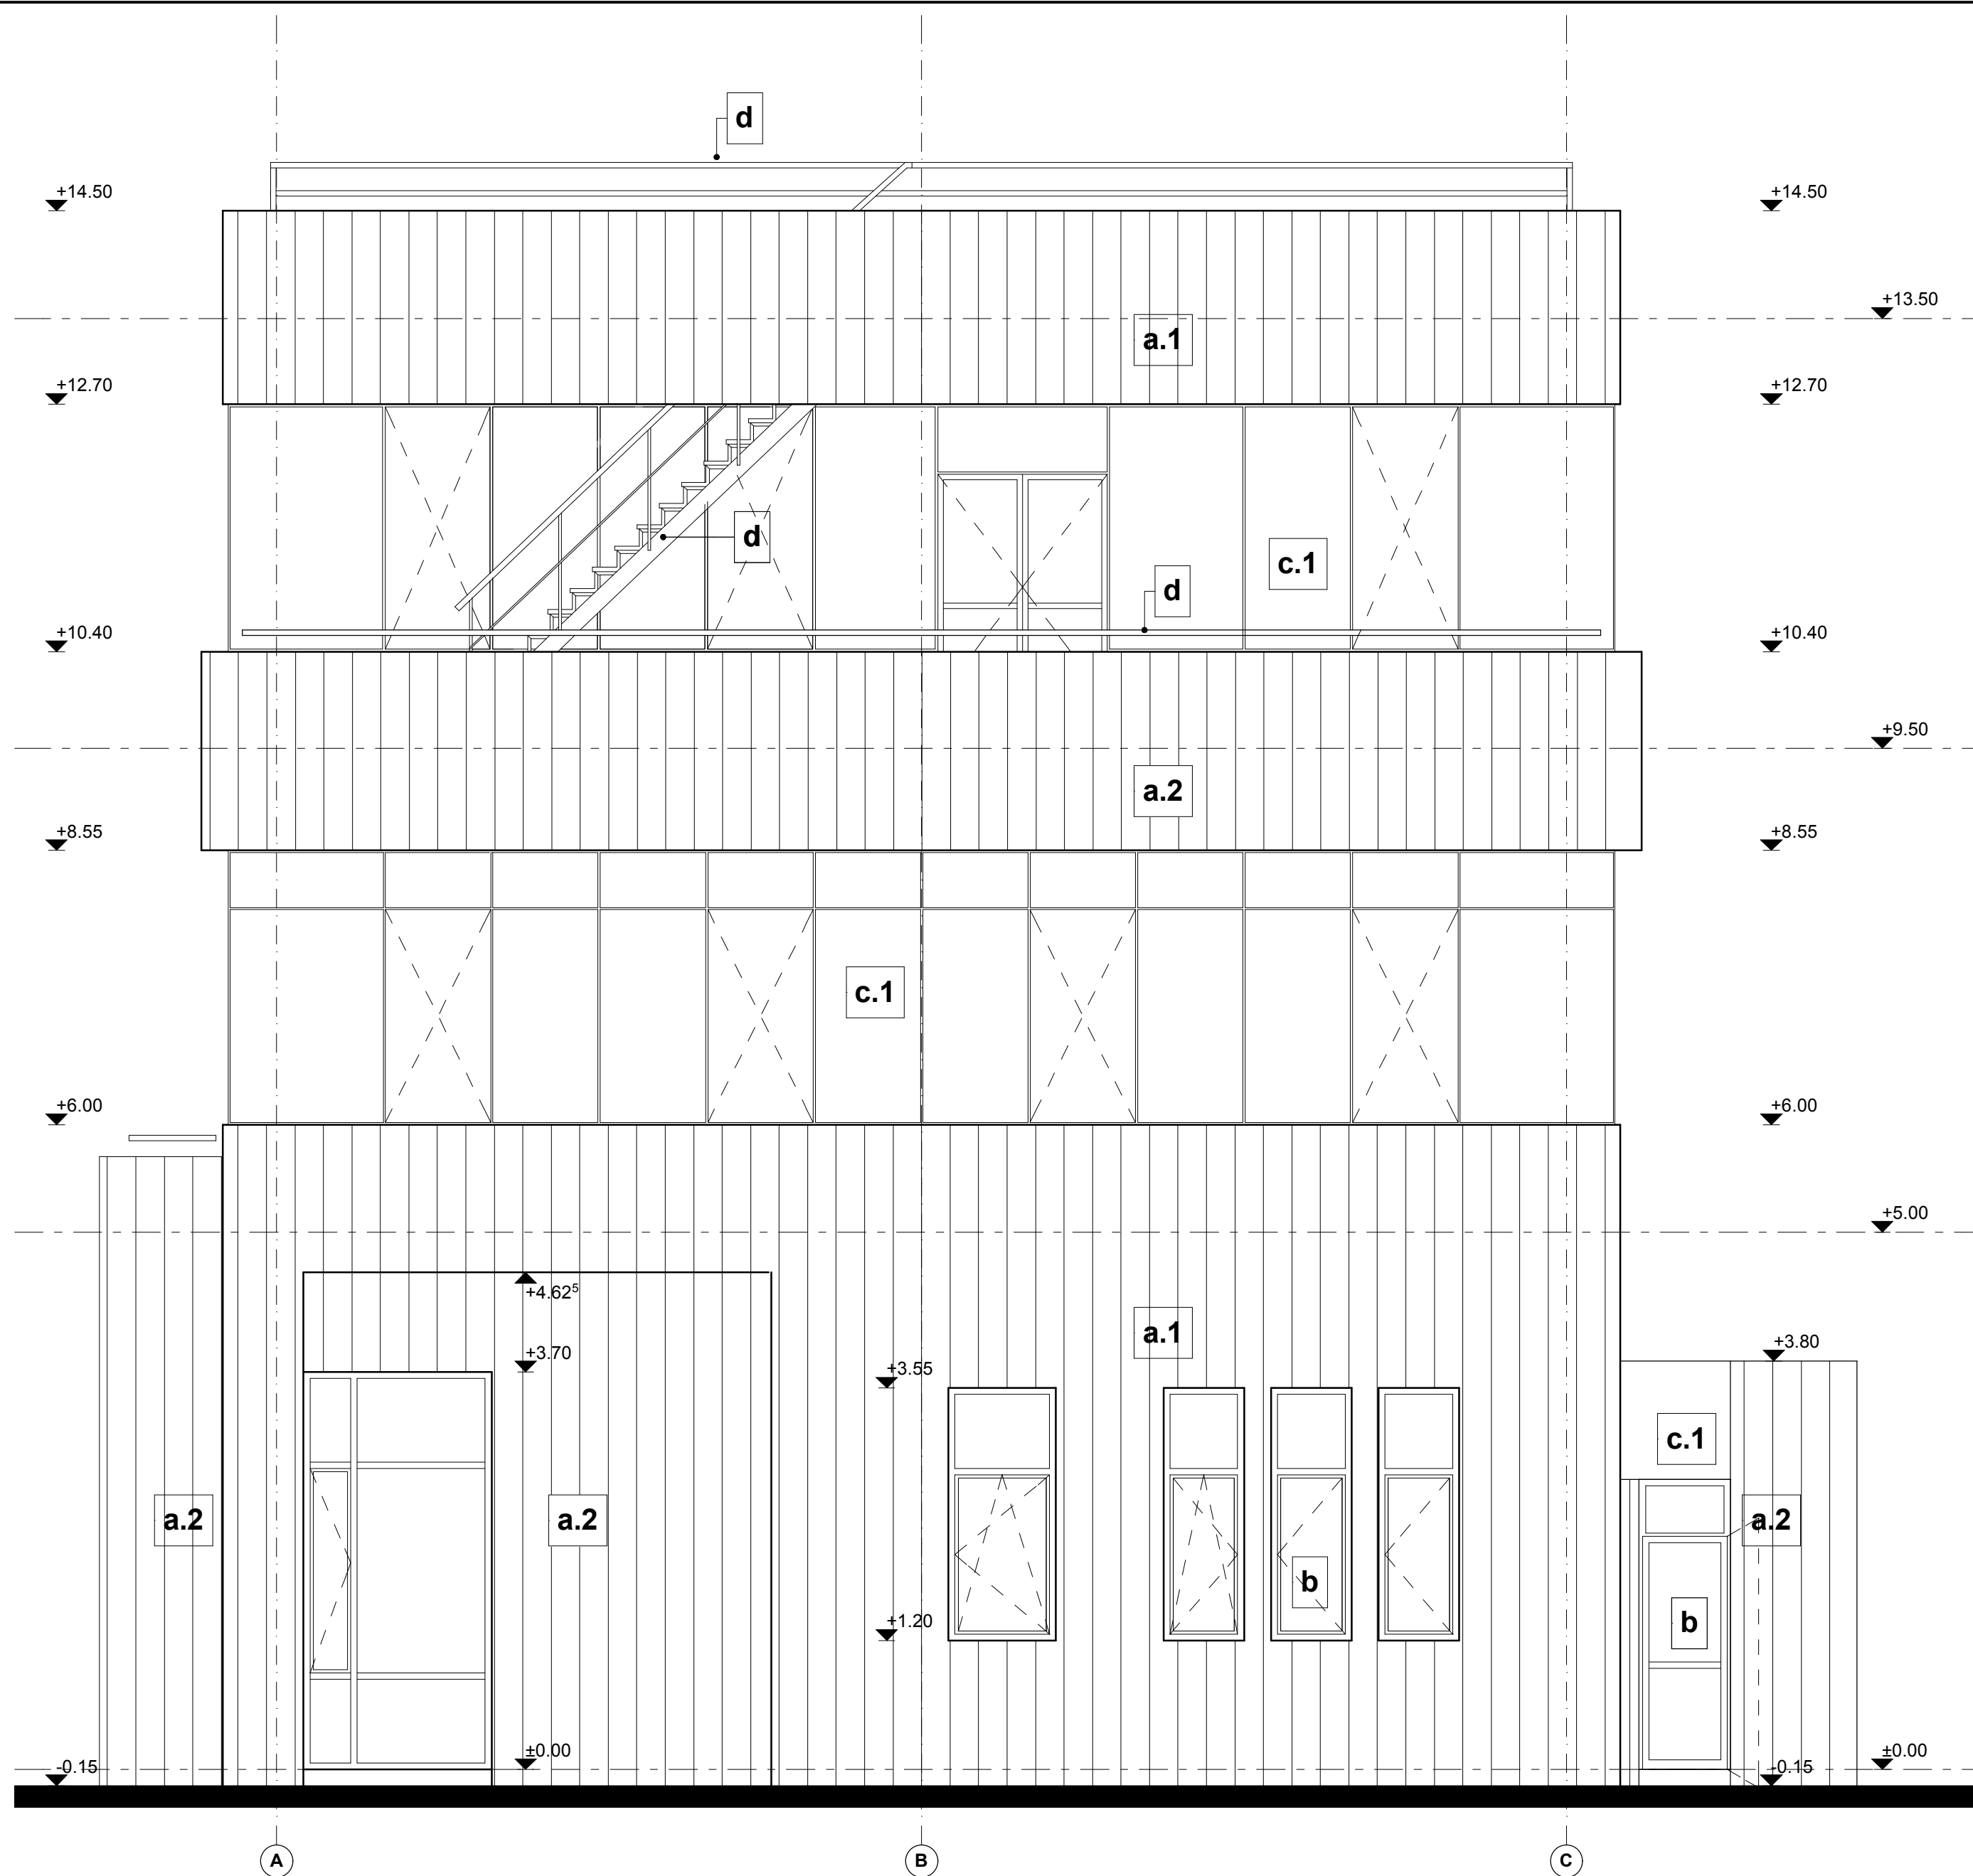 d
+14.50
+14.50
+13.50
a.1
+12.70
+12.70
d
c.1
d
+10.40
+10.40
+9.50
a.2
+8.55
+8.55
c.1
+6.00
+6.00
+5.00
+4.62⁵
a.1
+3.80
+3.70
+3.55
c.1
a.2
a.2
a.2
b
b
+1.20
±0.00
±0.00
-0.15
-0.15
A
B
C